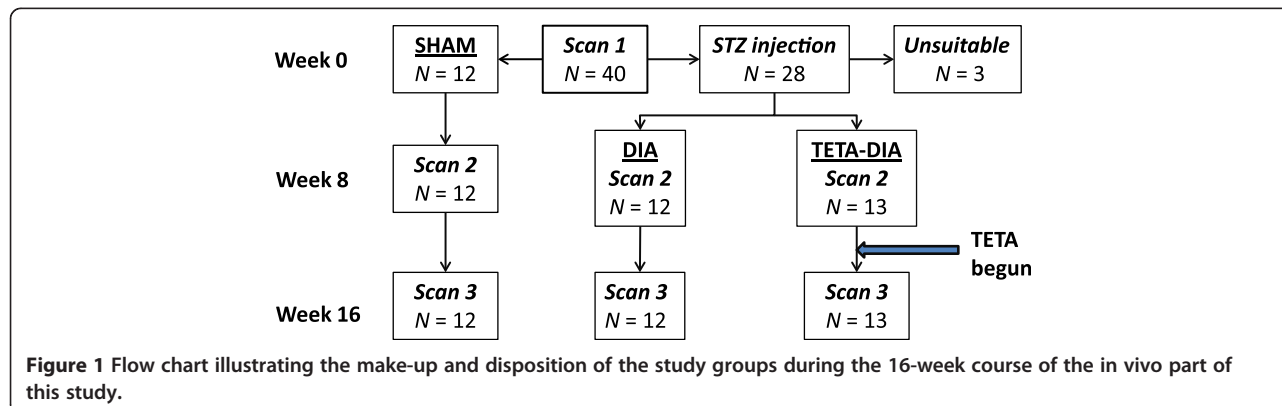 Week 0
SHAM
N = 12
Scan 1
N = 40
STZ injection
N = 28
Unsuitable
N = 3
Week 8
Scan 2
N = 12
DIA
Scan 2
N = 12
TETA-DIA
Scan 2
N = 13
TETA
begun
Week 16
Scan 3
N = 12
Scan 3
N = 12
Scan 3
N = 13
Figure 1 Flow chart illustrating the make-up and disposition of the study groups during the 16-week course of the in vivo part of
this study.